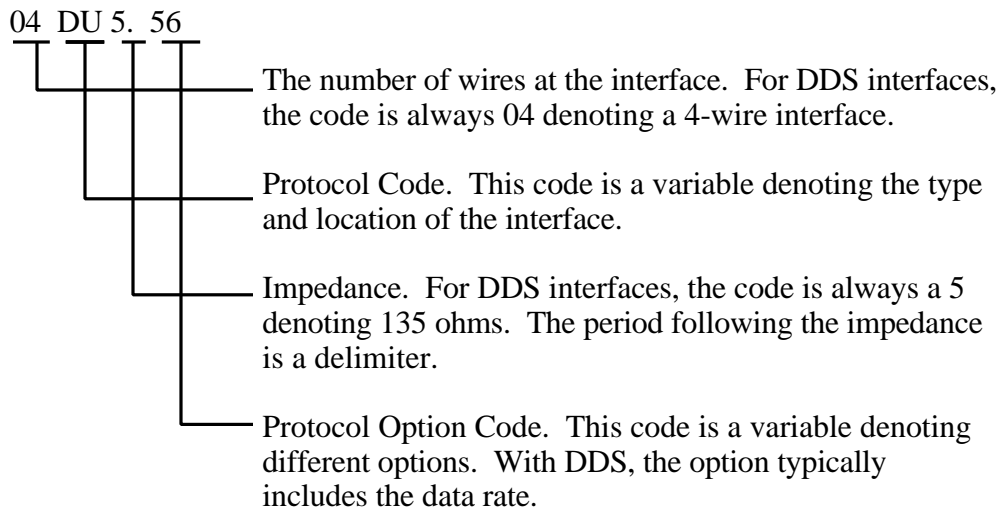 04 DU 5. 56
The number of wires at the interface. For DDS interfaces,
the code is always 04 denoting a 4-wire interface.
Protocol Code. This code is a variable denoting the type
and location of the interface.
Impedance. For DDS interfaces, the code is always a 5
denoting 135 ohms. The period following the impedance
is a delimiter.
Protocol Option Code. This code is a variable denoting
different options. With DDS, the option typically
includes the data rate.